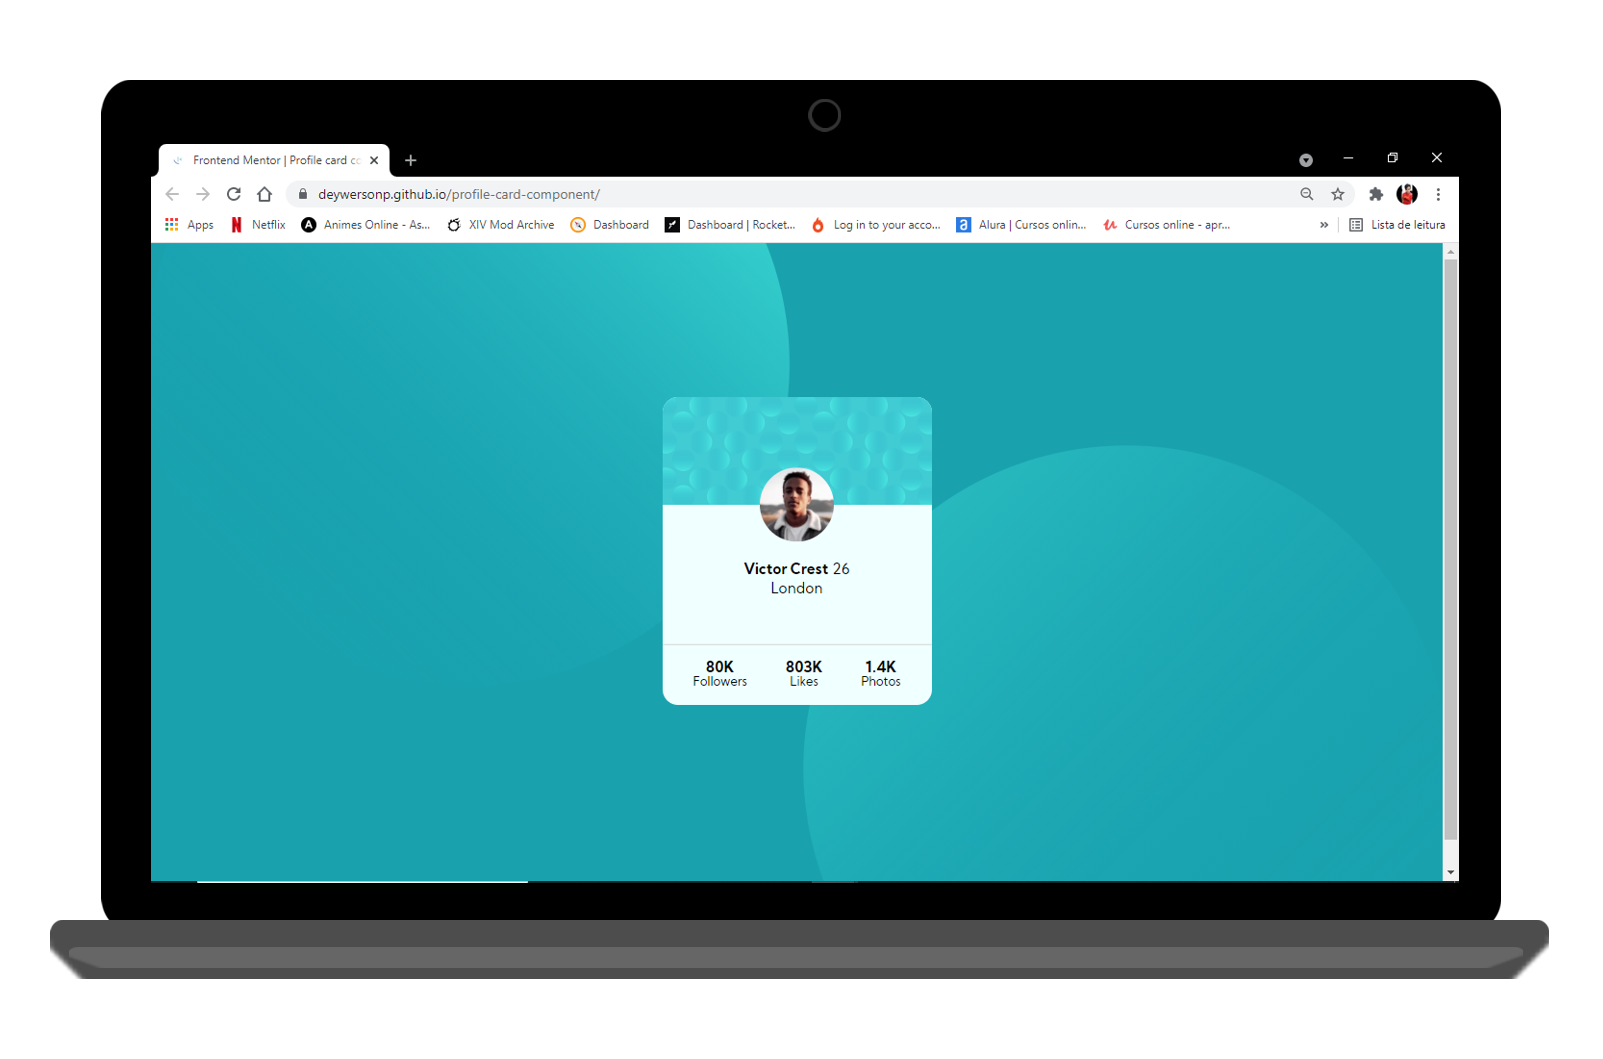 Frontend Mentor | Profile card co
deywersonp.github.io/profile-card-component/
Apps Netflix Animes Online - As... XIV Mod Archive Dashboard Dashboard | Rocket... Log in to your acco... Alura | Cursos onlin... Cursos online - apr... » Lista de leitura
Victor Crest 26
London
80K 803K 1.4K
Followers Likes Photos